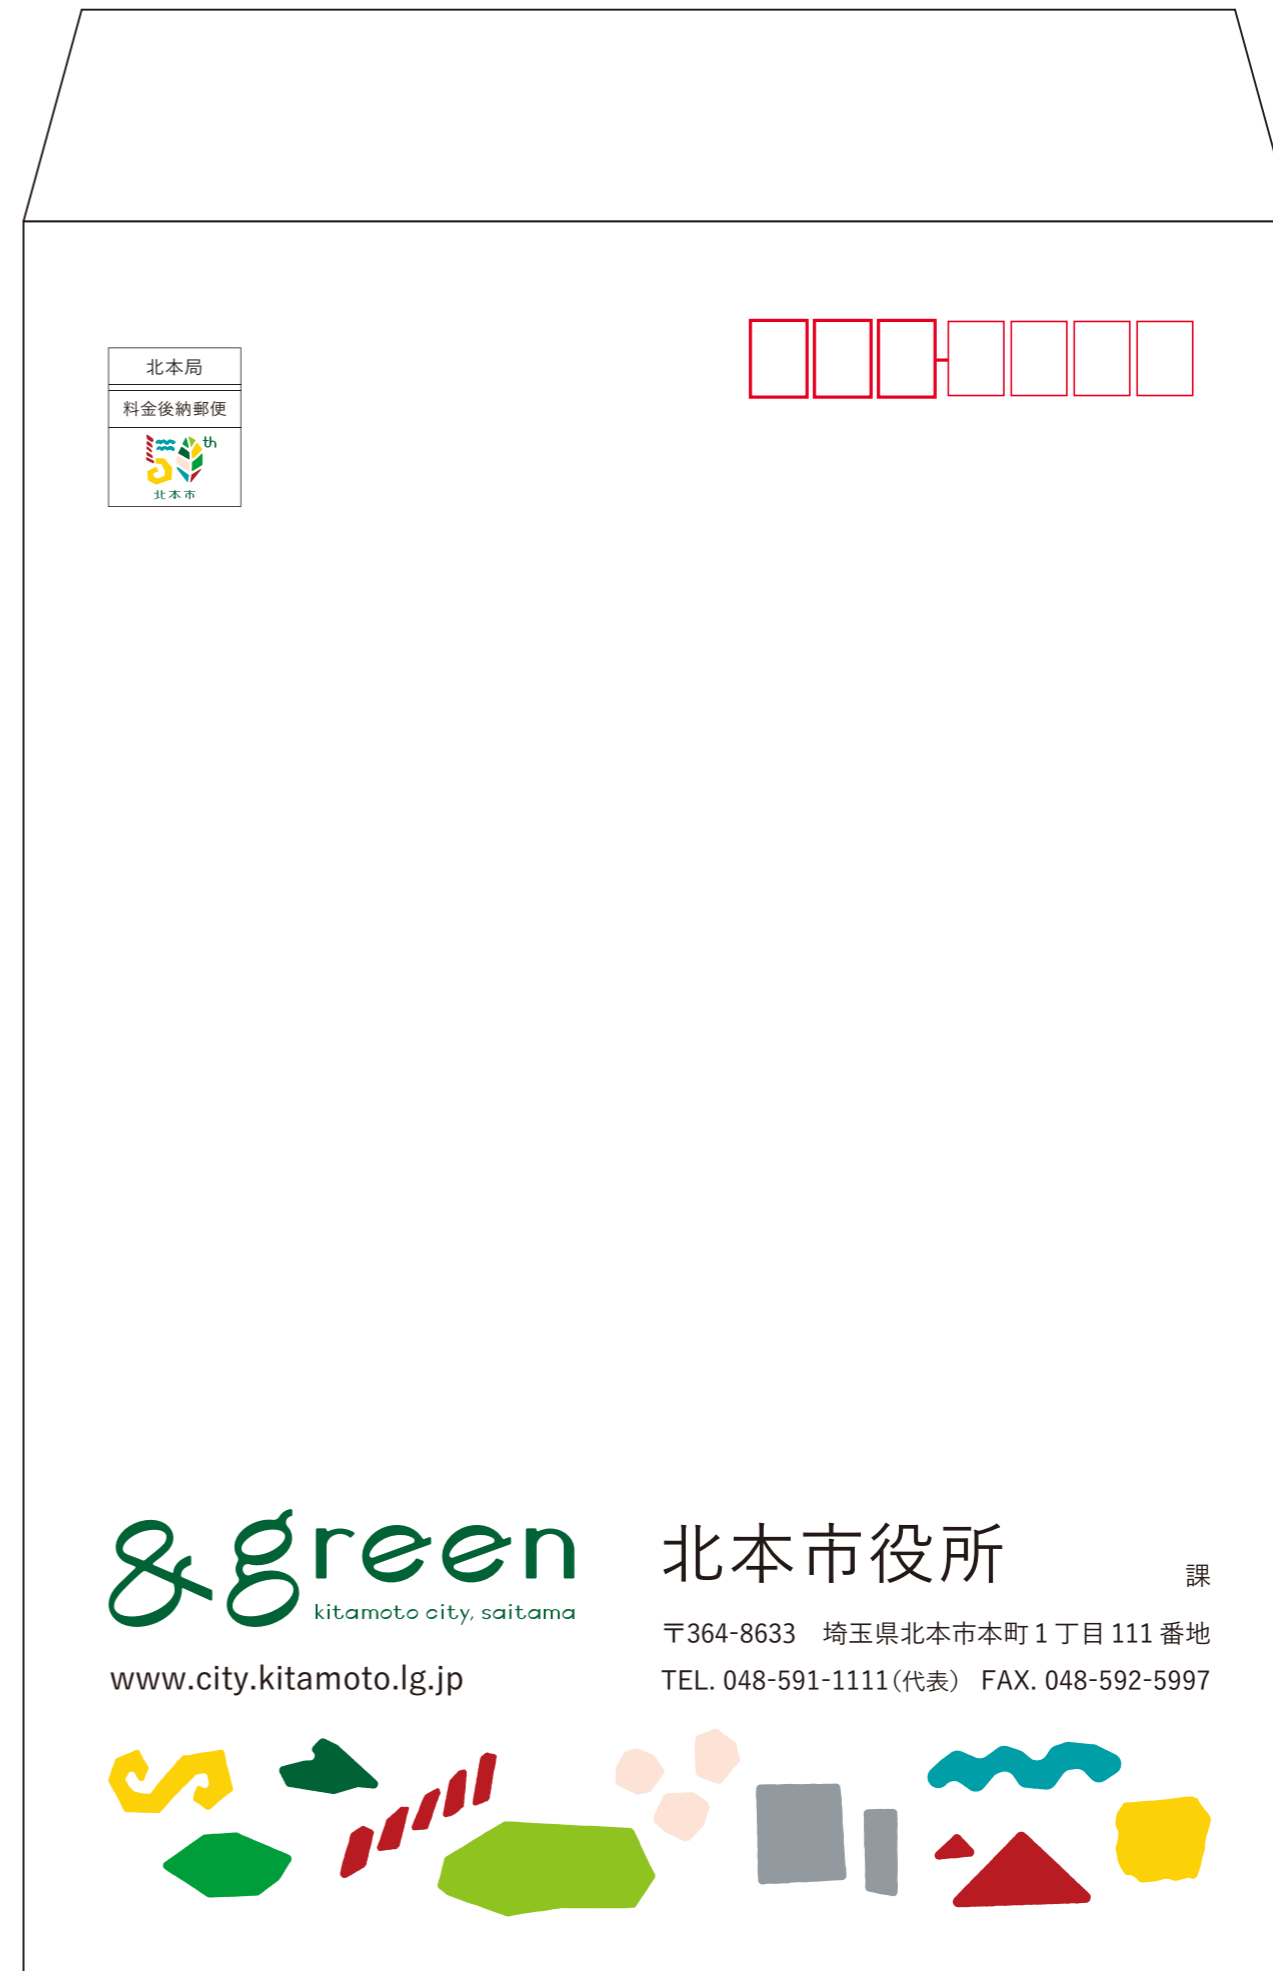 北本局
料金後納郵便
50th
北本市
&green
kitamoto city, saitama
www.city.kitamoto.lg.jp
北本市役所
課
〒364-8633　埼玉県北本市本町1丁目111番地
TEL. 048-591-1111（代表）　FAX. 048-592-5997